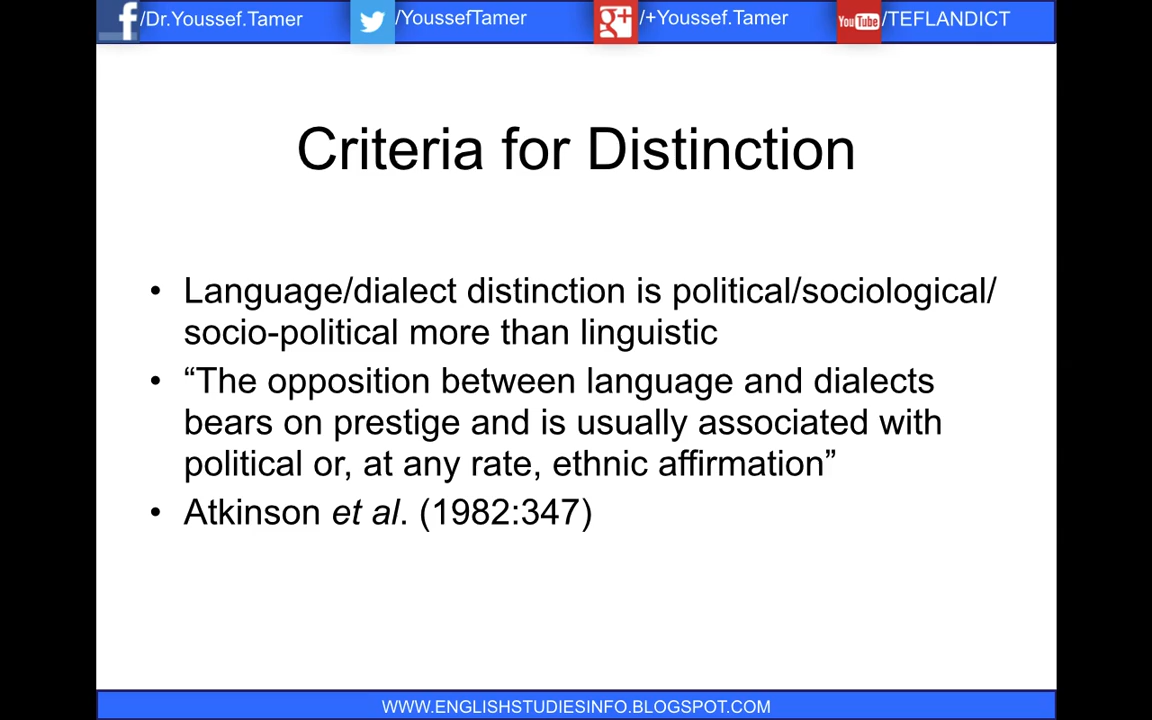 f /Dr.Youssef.Tamer /YoussefTamer g+ /+Youssef.Tamer You Tube /TEFLANDICT
Criteria for Distinction
• Language/dialect distinction is political/sociological/
socio-political more than linguistic
• “The opposition between language and dialects
bears on prestige and is usually associated with
political or, at any rate, ethnic affirmation”
• Atkinson et al. (1982:347)
WWW.ENGLISHSTUDIESINFO.BLOGSPOT.COM